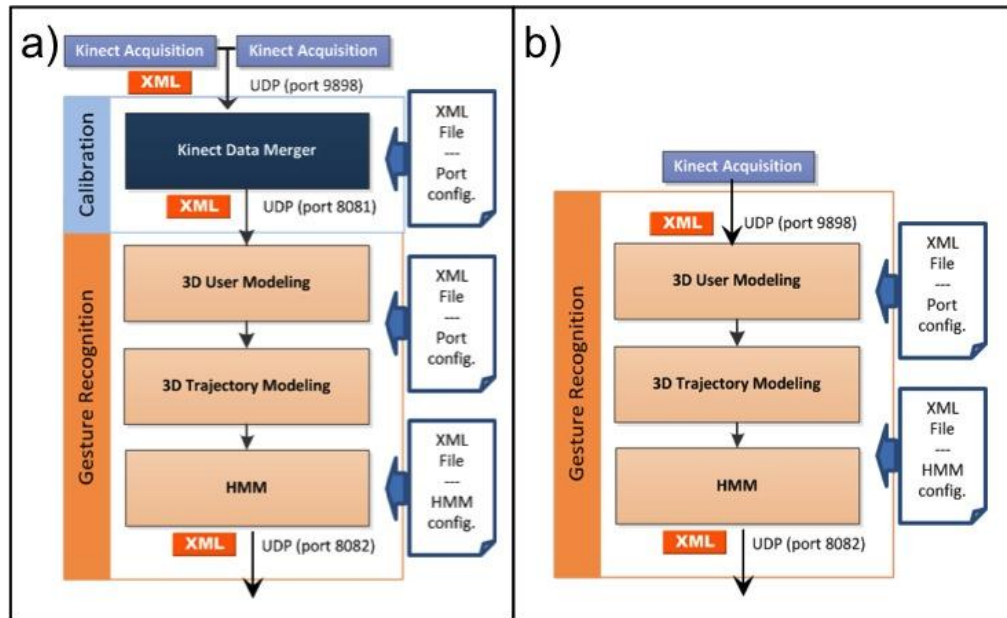 a)
Kinect Acquisition
Kinect Acquisition
XML
UDP (port 9898)
Calibration
Kinect Data Merger
XML
File
---
Port
config.
XML
UDP (port 8081)
Gesture Recognition
3D User Modeling
XML
File
---
Port
config.
3D Trajectory Modeling
HMM
XML
File
---
HMM
config.
XML
UDP (port 8082)
b)
Kinect Acquisition
Gesture Recognition
XML
UDP (port 9898)
3D User Modeling
XML
File
---
Port
config.
3D Trajectory Modeling
HMM
XML
File
---
HMM
config.
XML
UDP (port 8082)